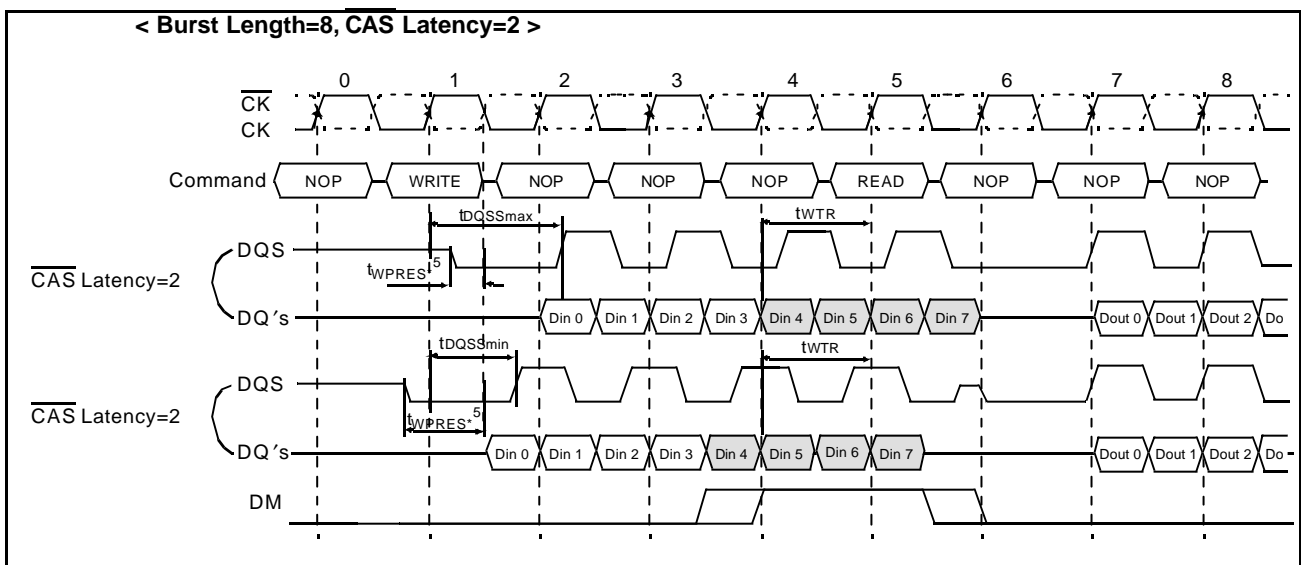 < Burst Length=8, CAS Latency=2 >
0 1 2 3 4 5 6 7 8
CK
CK
Command NOP WRITE NOP NOP NOP READ NOP NOP NOP
tDQSSmax tWTR
DQS
tWPRES*5
CAS Latency=2
DQ's Din 0 Din 1 Din 2 Din 3 Din 4 Din 5 Din 6 Din 7 Dout 0 Dout 1 Dout 2 Do
tDQSSmin tWTR
DQS
CAS Latency=2
tWPRES*5
DQ's Din 0 Din 1 Din 2 Din 3 Din 4 Din 5 Din 6 Din 7 Dout 0 Dout 1 Dout 2 Do
DM